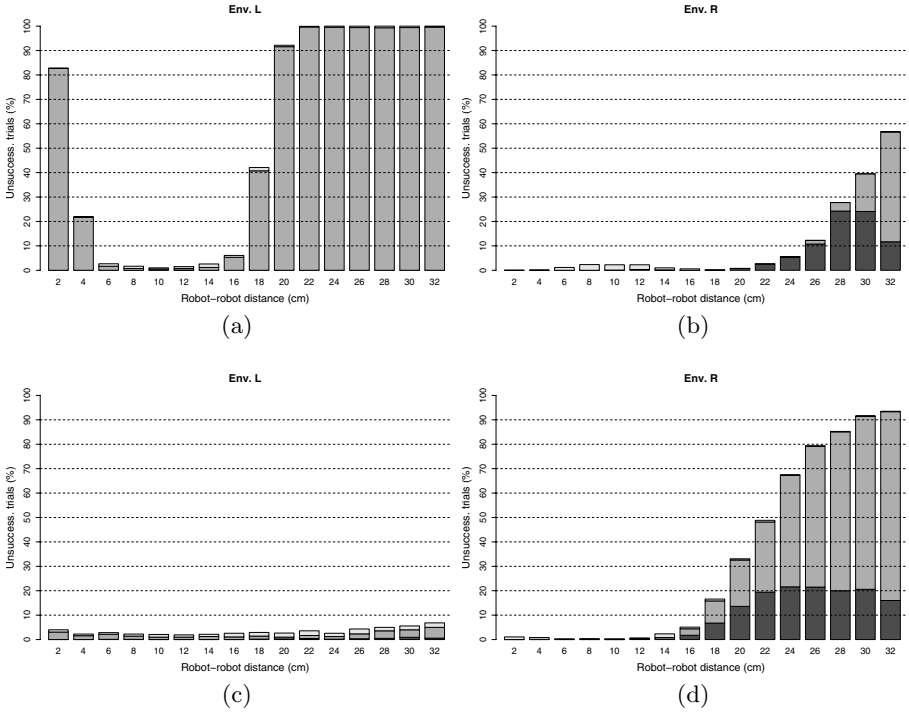 Env. L
Unsuccess. trials (%)
0 10 20 30 40 50 60 70 80 90 100
2 4 6 8 10 12 14 16 18 20 22 24 26 28 30 32
Robot−robot distance (cm)
(a)
Env. R
Unsuccess. trials (%)
0 10 20 30 40 50 60 70 80 90 100
2 4 6 8 10 12 14 16 18 20 22 24 26 28 30 32
Robot−robot distance (cm)
(b)
Env. L
Unsuccess. trials (%)
0 10 20 30 40 50 60 70 80 90 100
2 4 6 8 10 12 14 16 18 20 22 24 26 28 30 32
Robot−robot distance (cm)
(c)
Env. R
Unsuccess. trials (%)
0 10 20 30 40 50 60 70 80 90 100
2 4 6 8 10 12 14 16 18 20 22 24 26 28 30 32
Robot−robot distance (cm)
(d)